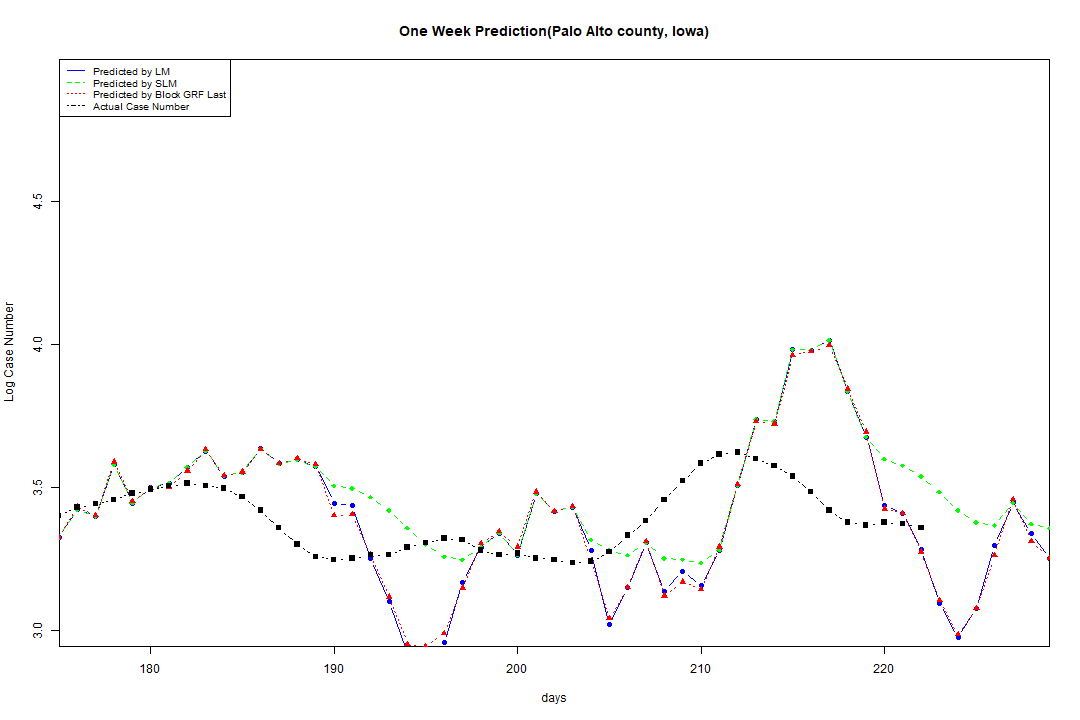 One Week Prediction(Palo Alto county, Iowa)
Predicted by LM
Predicted by SLM
Predicted by Block GRF Last
Actual Case Number
Log Case Number
4.5
4.0
3.5
3.0
180 190 200 210 220
days